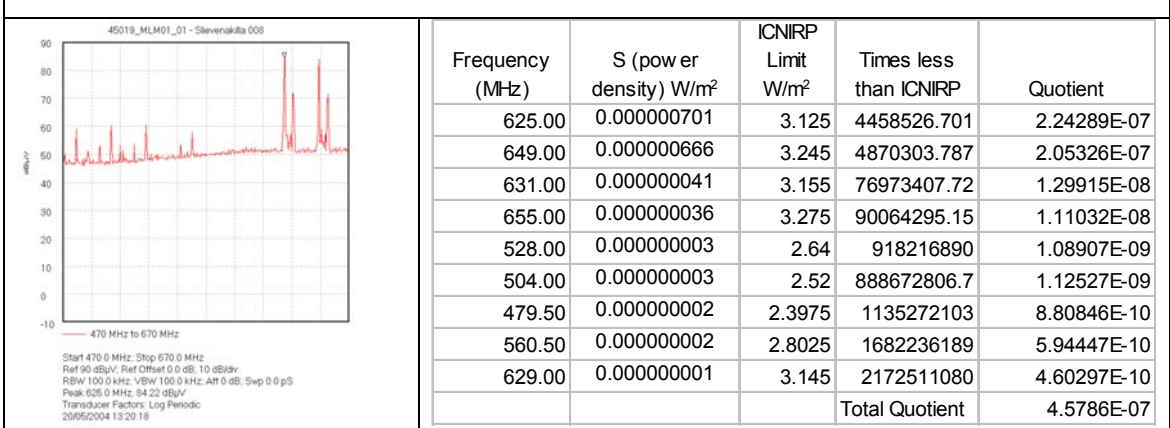 45019_MLM01_01 - Slievenakilla 008
90
80
70
60
50
40
30
20
10
0
-10
dBµV
470 MHz to 670 MHz
Start 470.0 MHz; Stop 670.0 MHz
Ref 90 dBµV; Ref Offset 0.0 dB; 10 dB/div
RBW 100.0 kHz; VBW 100.0 kHz; Att 0 dB; Swp 0.0 pS
Peak 625.0 MHz, 84.22 dBµV
Transducer Factors: Log Periodic
20/05/2004 13:20:18
Frequency (MHz) S (power density) W/m² ICNIRP Limit W/m² Times less than ICNIRP Quotient
625.00 0.000000701 3.125 4458526.701 2.24289E-07
649.00 0.000000666 3.245 4870303.787 2.05326E-07
631.00 0.000000041 3.155 76973407.72 1.29915E-08
655.00 0.000000036 3.275 90064295.15 1.11032E-08
528.00 0.000000003 2.64 918216890 1.08907E-09
504.00 0.000000003 2.52 888672806.7 1.12527E-09
479.50 0.000000002 2.3975 1135272103 8.80846E-10
560.50 0.000000002 2.8025 1682236189 5.94447E-10
629.00 0.000000001 3.145 2172511080 4.60297E-10
Total Quotient 4.5786E-07